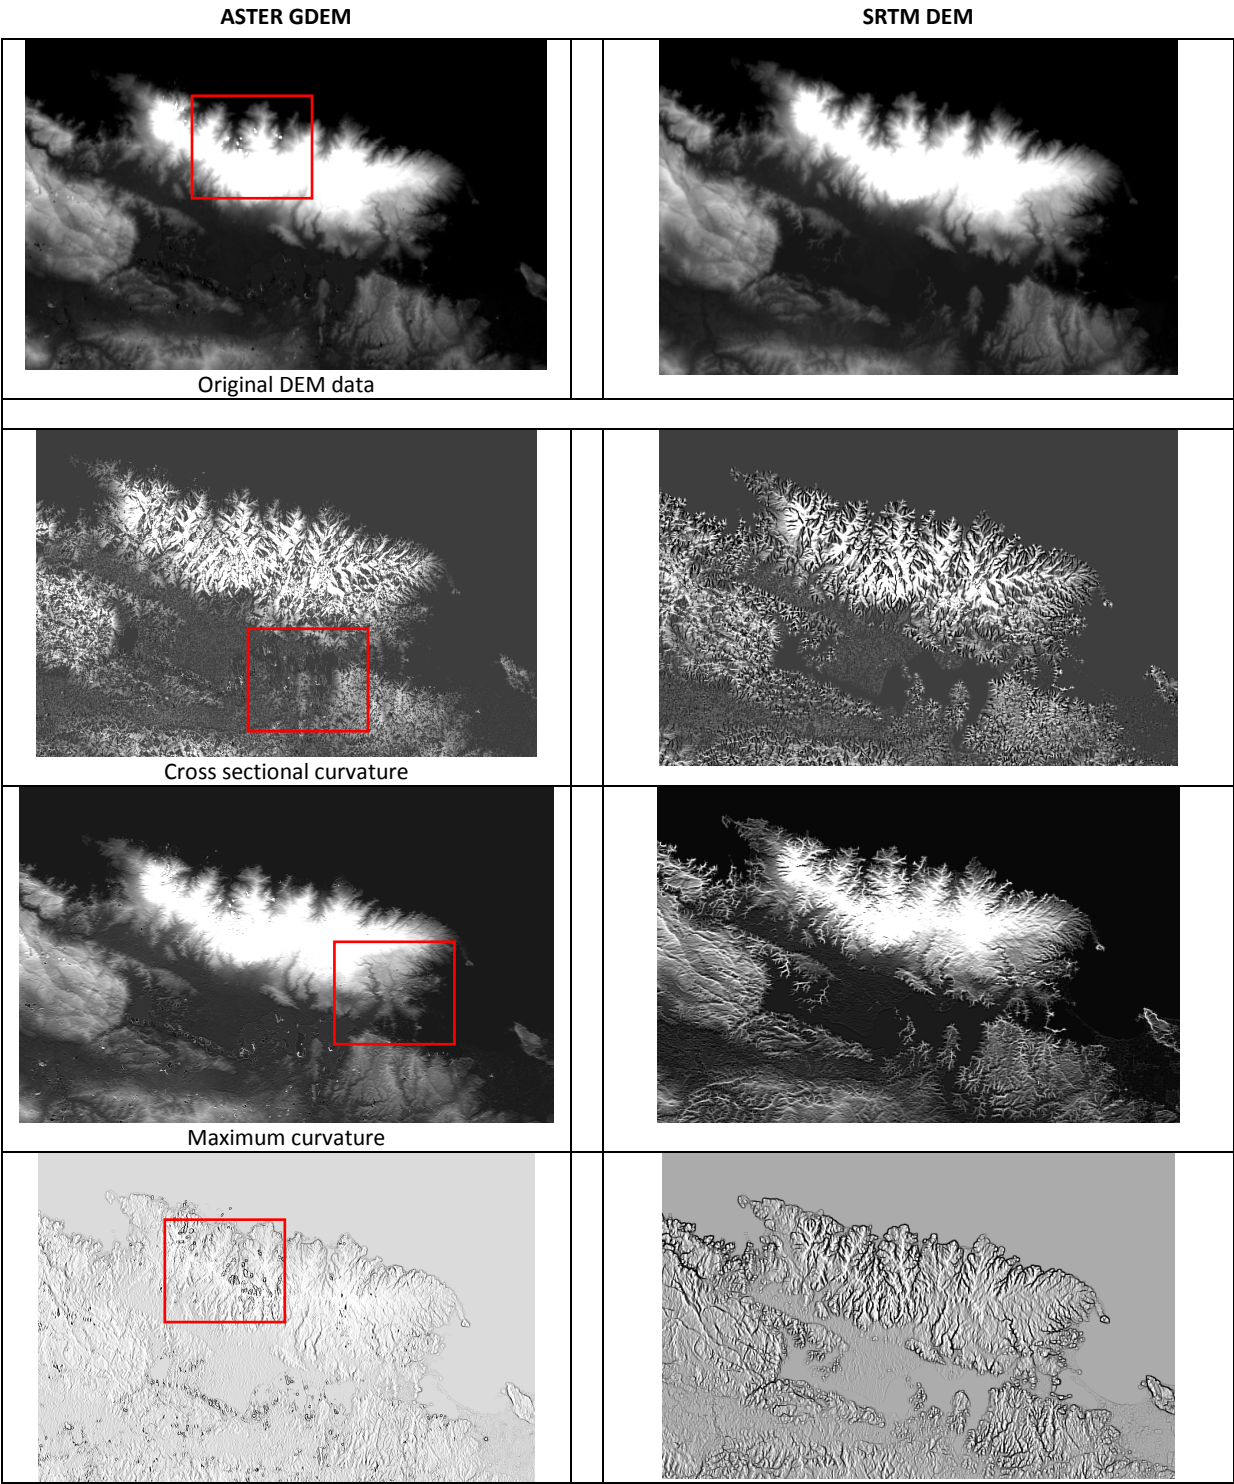 ASTER GDEM
SRTM DEM
Original DEM data
Cross sectional curvature
Maximum curvature